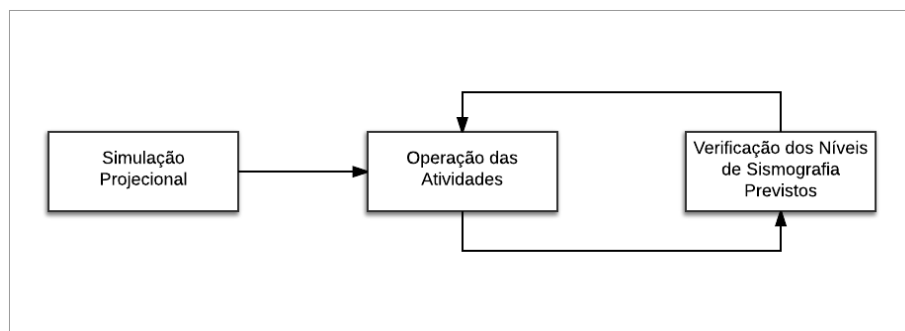 Simulação
Projecional
Operação das
Atividades
Verificação dos Níveis
de Sismografia
Previstos